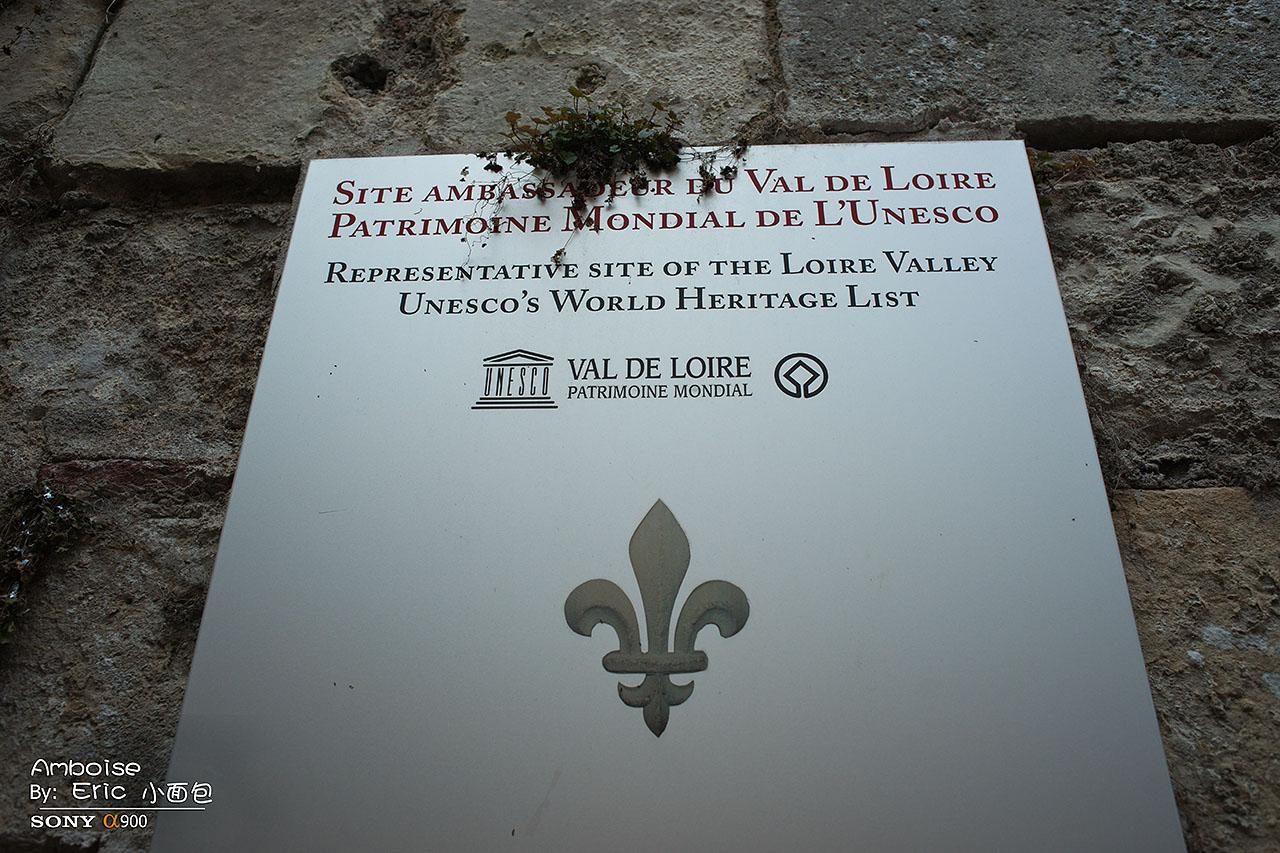 SITE AMBASSADEUR DU VAL DE LOIRE
PATRIMOINE MONDIAL DE L'UNESCO
REPRESENTATIVE SITE OF THE LOIRE VALLEY
UNESCO'S WORLD HERITAGE LIST
UNESCO
VAL DE LOIRE
PATRIMOINE MONDIAL
Amboise
By: Eric 小面包
SONY α900